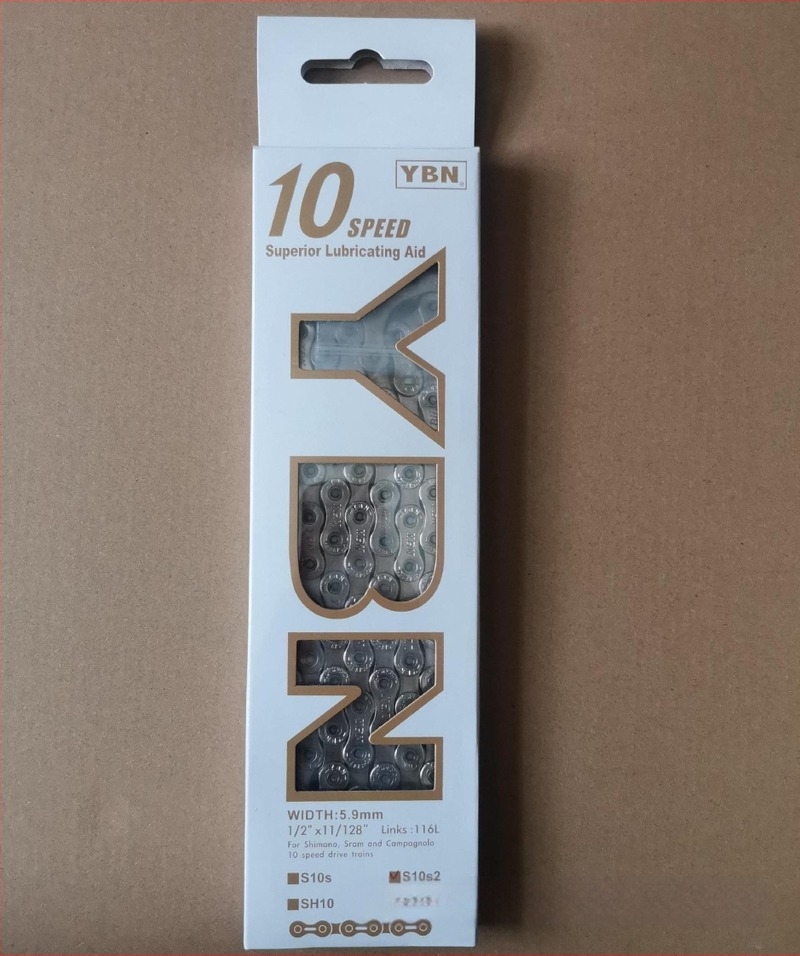 10 SPEED
YBN
Superior Lubricating Aid
YBN
WIDTH:5.9mm
1/2" x11/128" Links :116L
For Shimano, Sram and Campagnolo
10 speed drive trains
S10s
S10s2
SH10